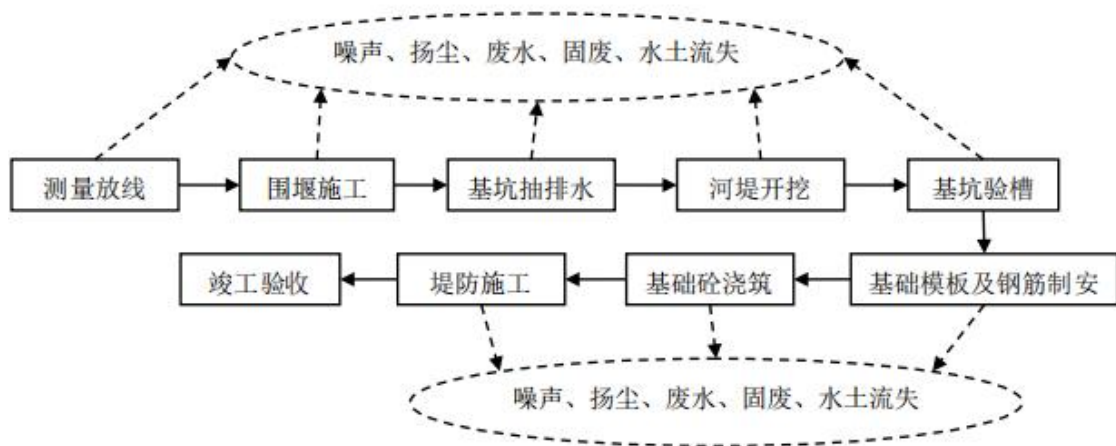 噪声、扬尘、废水、固废、水土流失
测量放线
围堰施工
基坑抽排水
河堤开挖
基坑验槽
竣工验收
堤防施工
基础砼浇筑
基础模板及钢筋制安
噪声、扬尘、废水、固废、水土流失